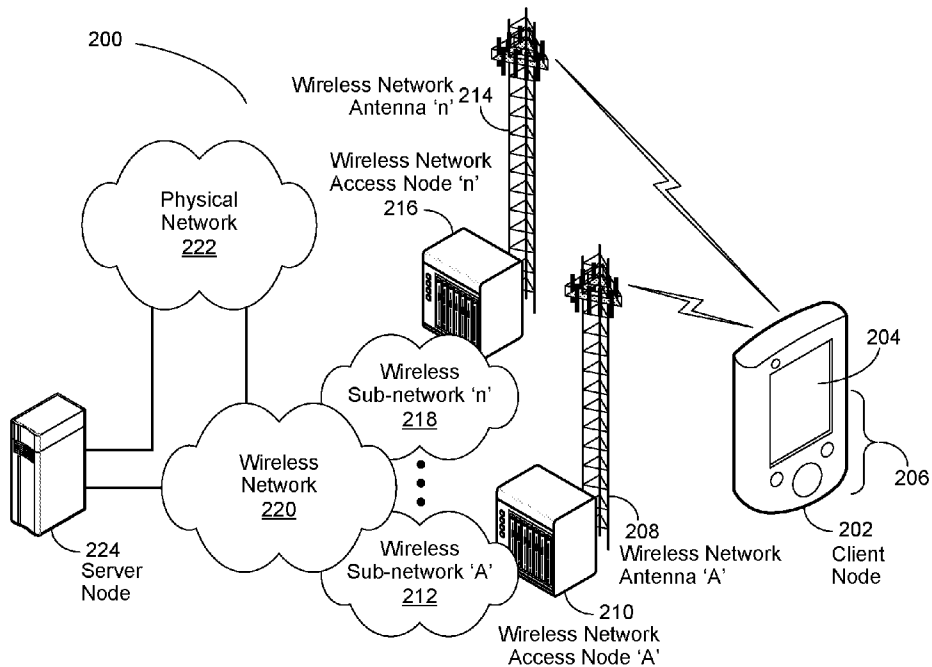 200
Wireless Network
Antenna ‘n’
214
Wireless Network
Access Node ‘n’
216
Physical
Network
222
204
Wireless
Sub-network ‘n’
218
206
Wireless
Network
220
208
Wireless Network
Antenna ‘A’
202
Client
Node
224
Server
Node
Wireless
Sub-network ‘A’
212
210
Wireless Network
Access Node ‘A’